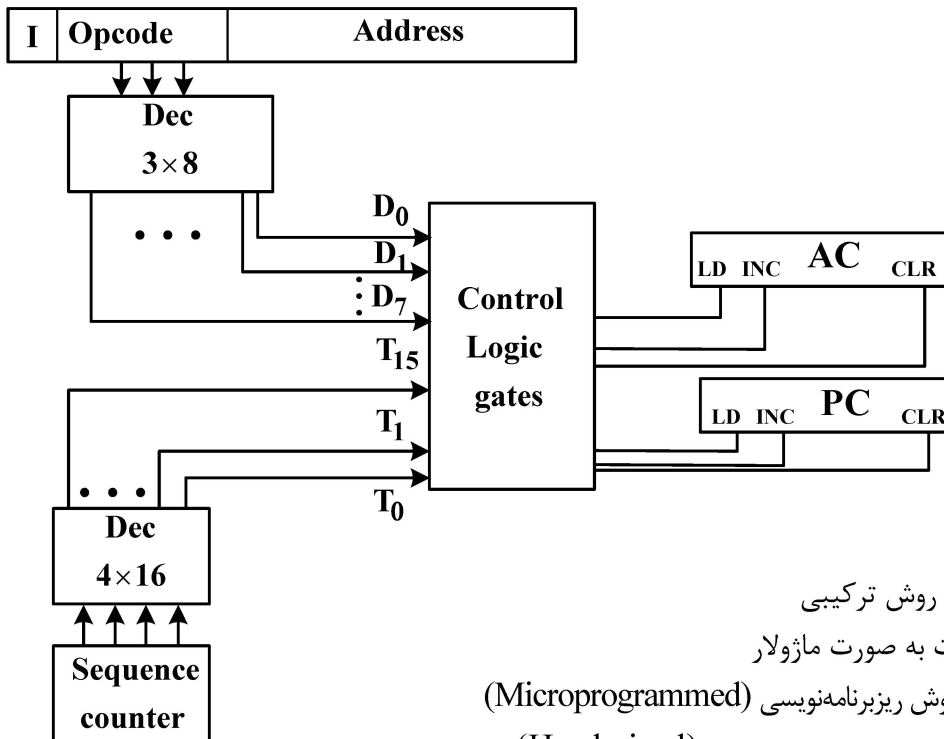 I Opcode Address
Dec
3×8
D0
D1
D7
T15
T1
T0
Control
Logic
gates
LD INC AC CLR
LD INC PC CLR
Dec
4×16
Sequence
counter
روش ترکیبی
به صورت ماژولار
ریزبرنامه‌نویسی (Microprogrammed)